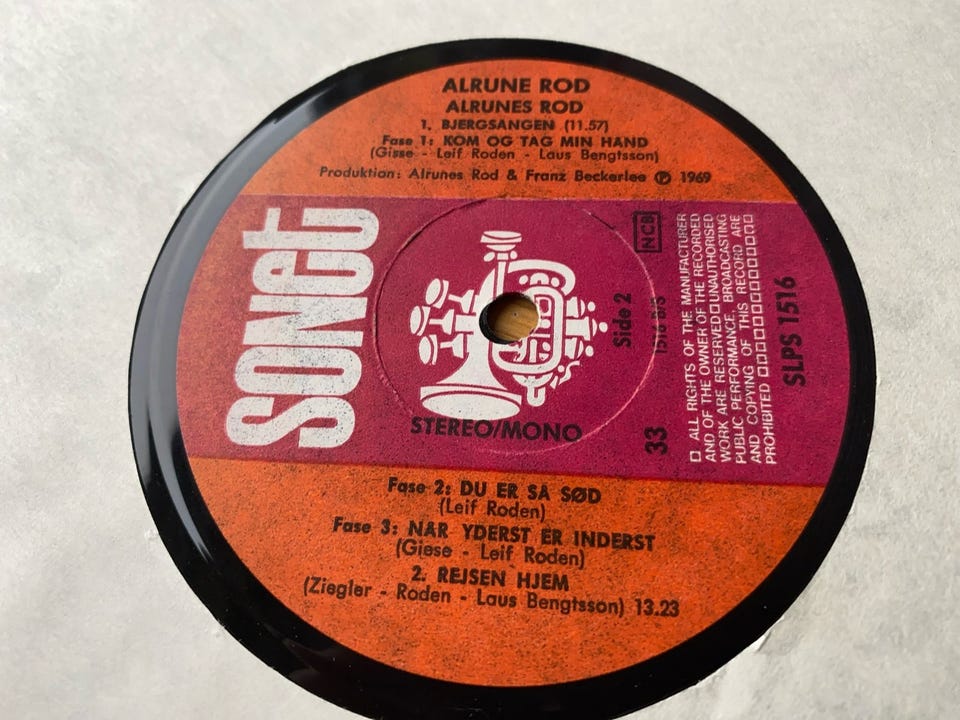 ALRUNE ROD
ALRUNES ROD
1. BJERGSANGEN (11.57)
Fase 1: KOM OG TAG MIN HAND
(Gisse - Leif Roden - Laus Bengtsson)
Produktion: Alrunes Rod & Franz Beckerlee Ⓟ 1969
SONET
STEREO/MONO
NCB
Side 2
1516 B/S
33
□ ALL RIGHTS OF THE MANUFACTURER
AND OF THE OWNER OF THE RECORDED
WORK ARE RESERVED □ UNAUTHORISED
PUBLIC PERFORMANCE, BROADCASTING
AND COPYING OF THIS RECORD ARE
PROHIBITED
SLPS 1516
Fase 2: DU ER SA SØD
(Leif Roden)
Fase 3: NAR YDERST ER INDERST
(Giese - Leif Roden)
2. REJSEN HJEM
(Ziegler - Roden - Laus Bengtsson) 13.23